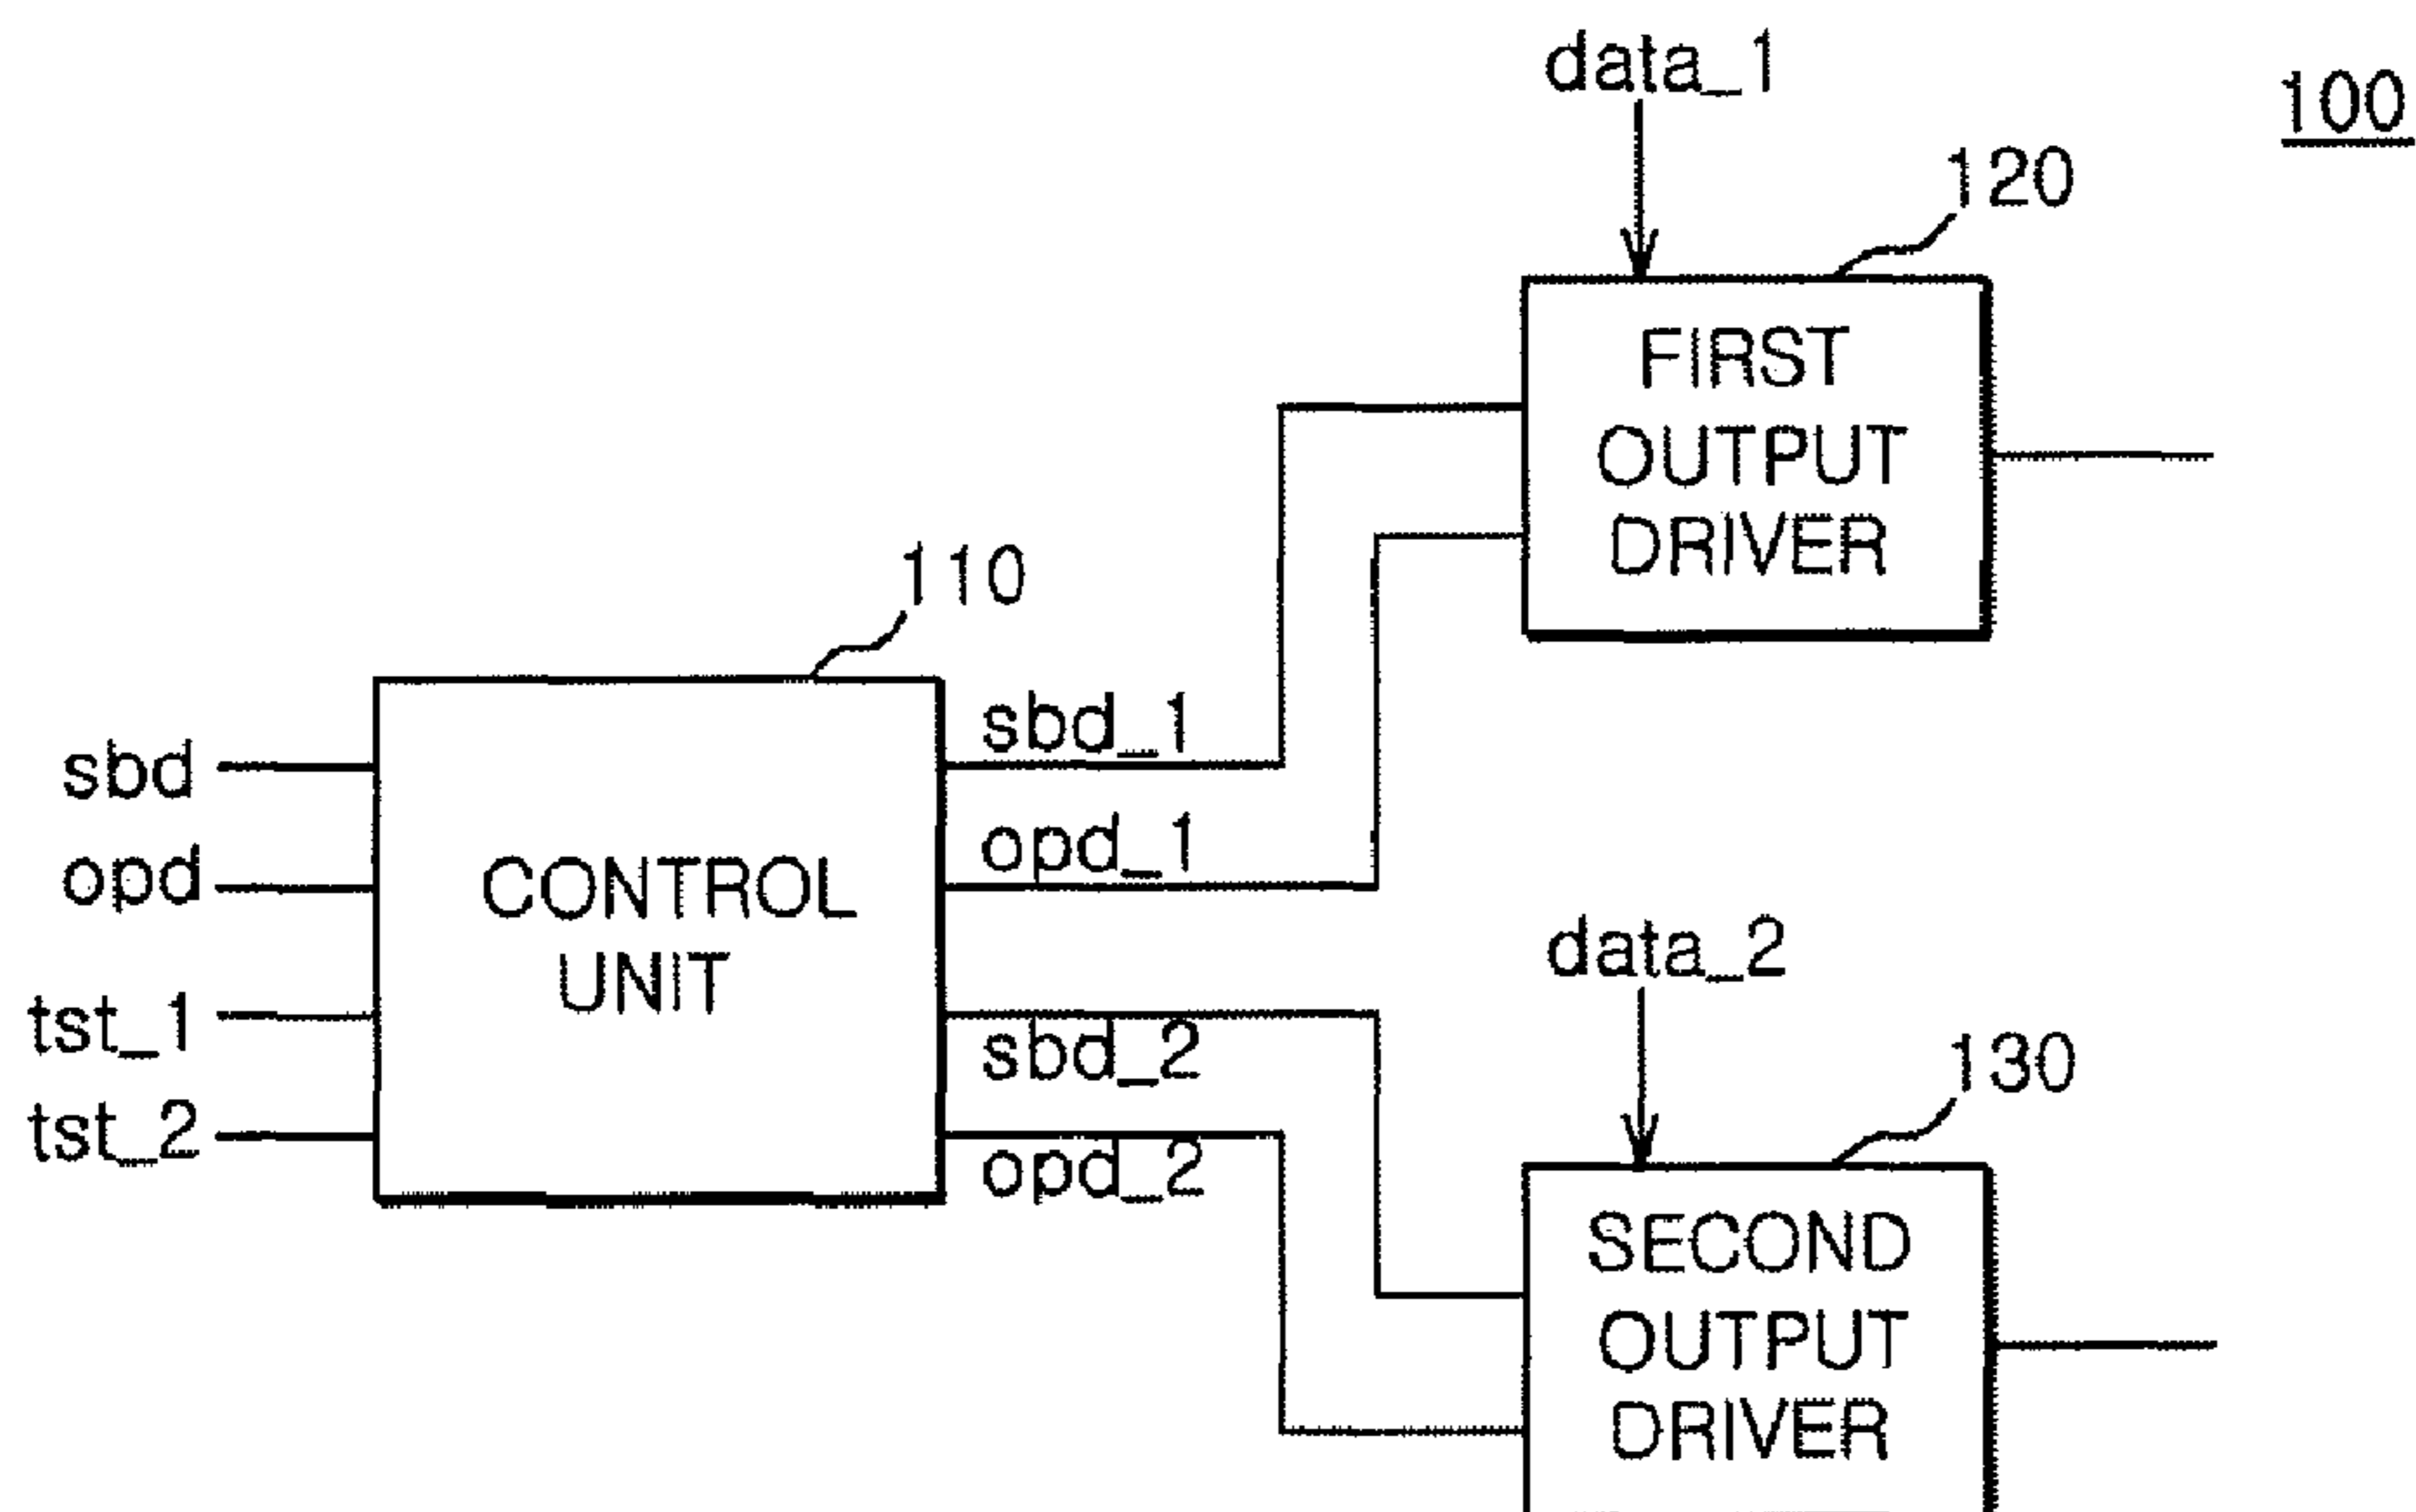 data_1
100
120
FIRST
OUTPUT
DRIVER
110
sbd
opd
tst_1
tst_2
CONTROL
UNIT
sbd_1
opd_1
sbd_2
opd_2
data_2
130
SECOND
OUTPUT
DRIVER